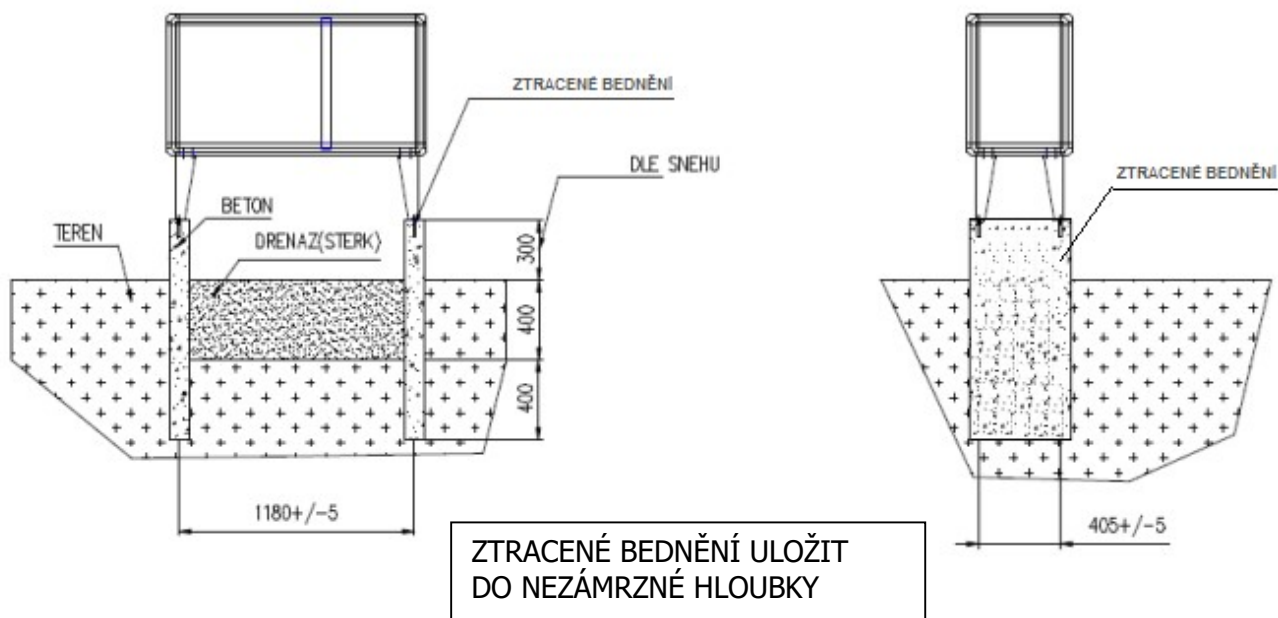 ZTRACENÉ BEDNĚNÍ
DLE SNEHU
BETON
TEREN
DRENAZ(STERK)
300
400
400
1180+/-5
ZTRACENÉ BEDNĚNÍ
405+/-5
ZTRACENÉ BEDNĚNÍ ULOŽIT
DO NEZÁMRZNÉ HLOUBKY